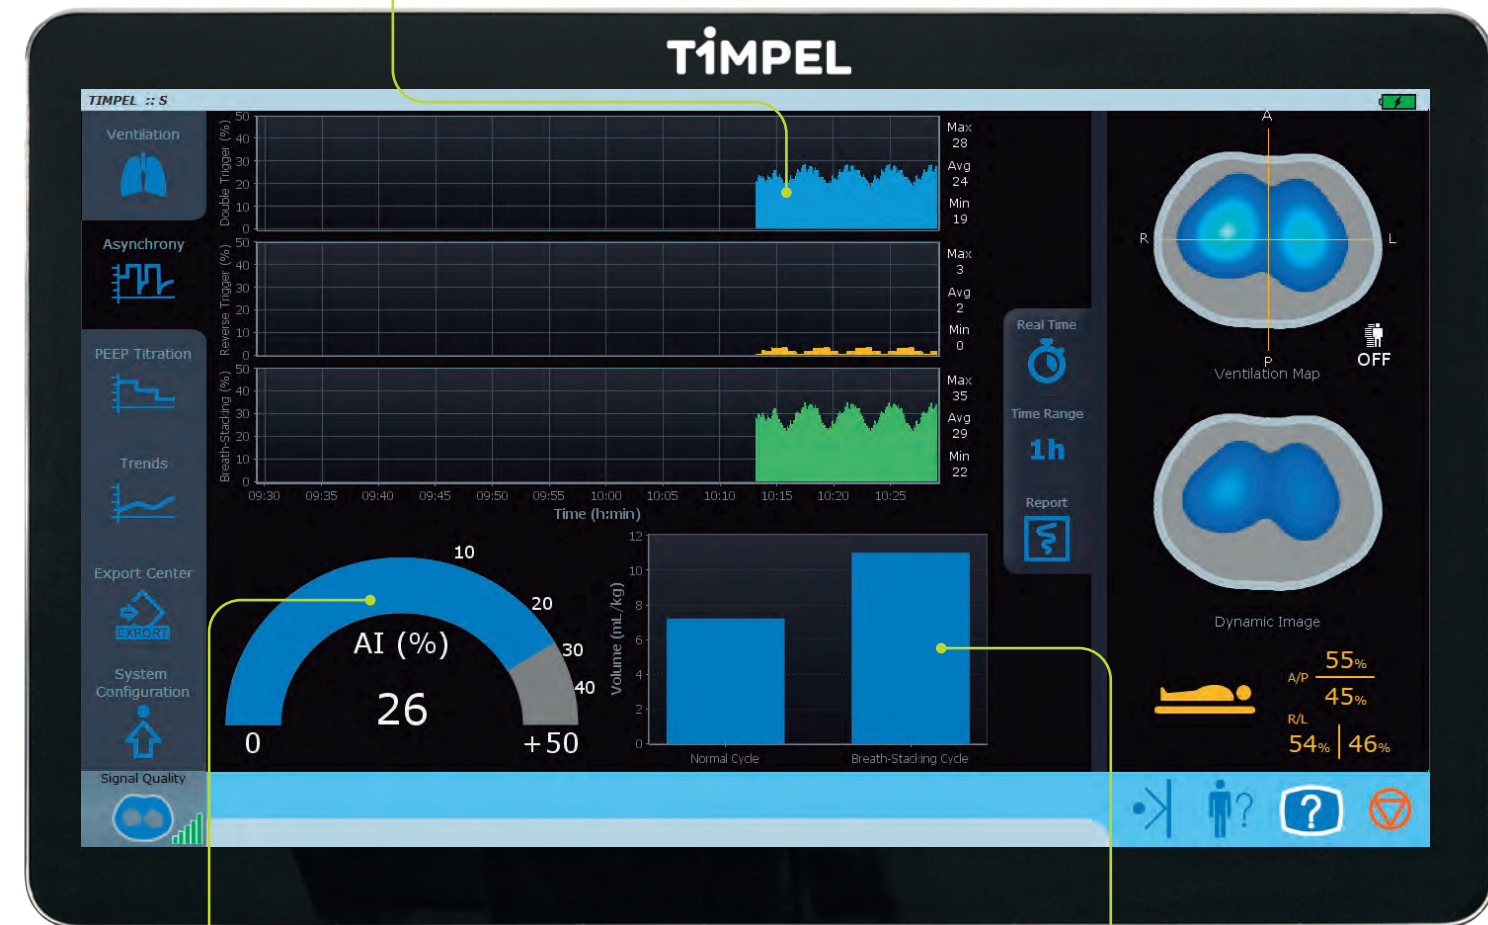 TIMPEL
TIMPEL :: S
Ventilation
Asynchrony
PEEP Titration
Trends
Export Center
EXPORT
System
Configuration
Signal Quality
Double Trigger (%)
50
40
30
20
10
0
Max
28
Avg
24
Min
19
Reverse Trigger (%)
50
40
30
20
10
0
Max
3
Avg
2
Min
0
Breath-Stacking (%)
50
40
30
20
10
0
Max
35
Avg
29
Min
22
09:30 09:35 09:40 09:45 09:50 09:55 10:00 10:05 10:10 10:15 10:20 10:25
Time (h:min)
AI (%)
26
0
10
20
30
40
+50
Volume (mL/kg)
12
10
8
6
4
2
0
Normal Cycle
Breath-Stacking Cycle
Real Time
Time Range
1h
Report
A
R
L
P
OFF
Ventilation Map
Dynamic Image
A/P
55%
45%
R/L
54% 46%
?
?